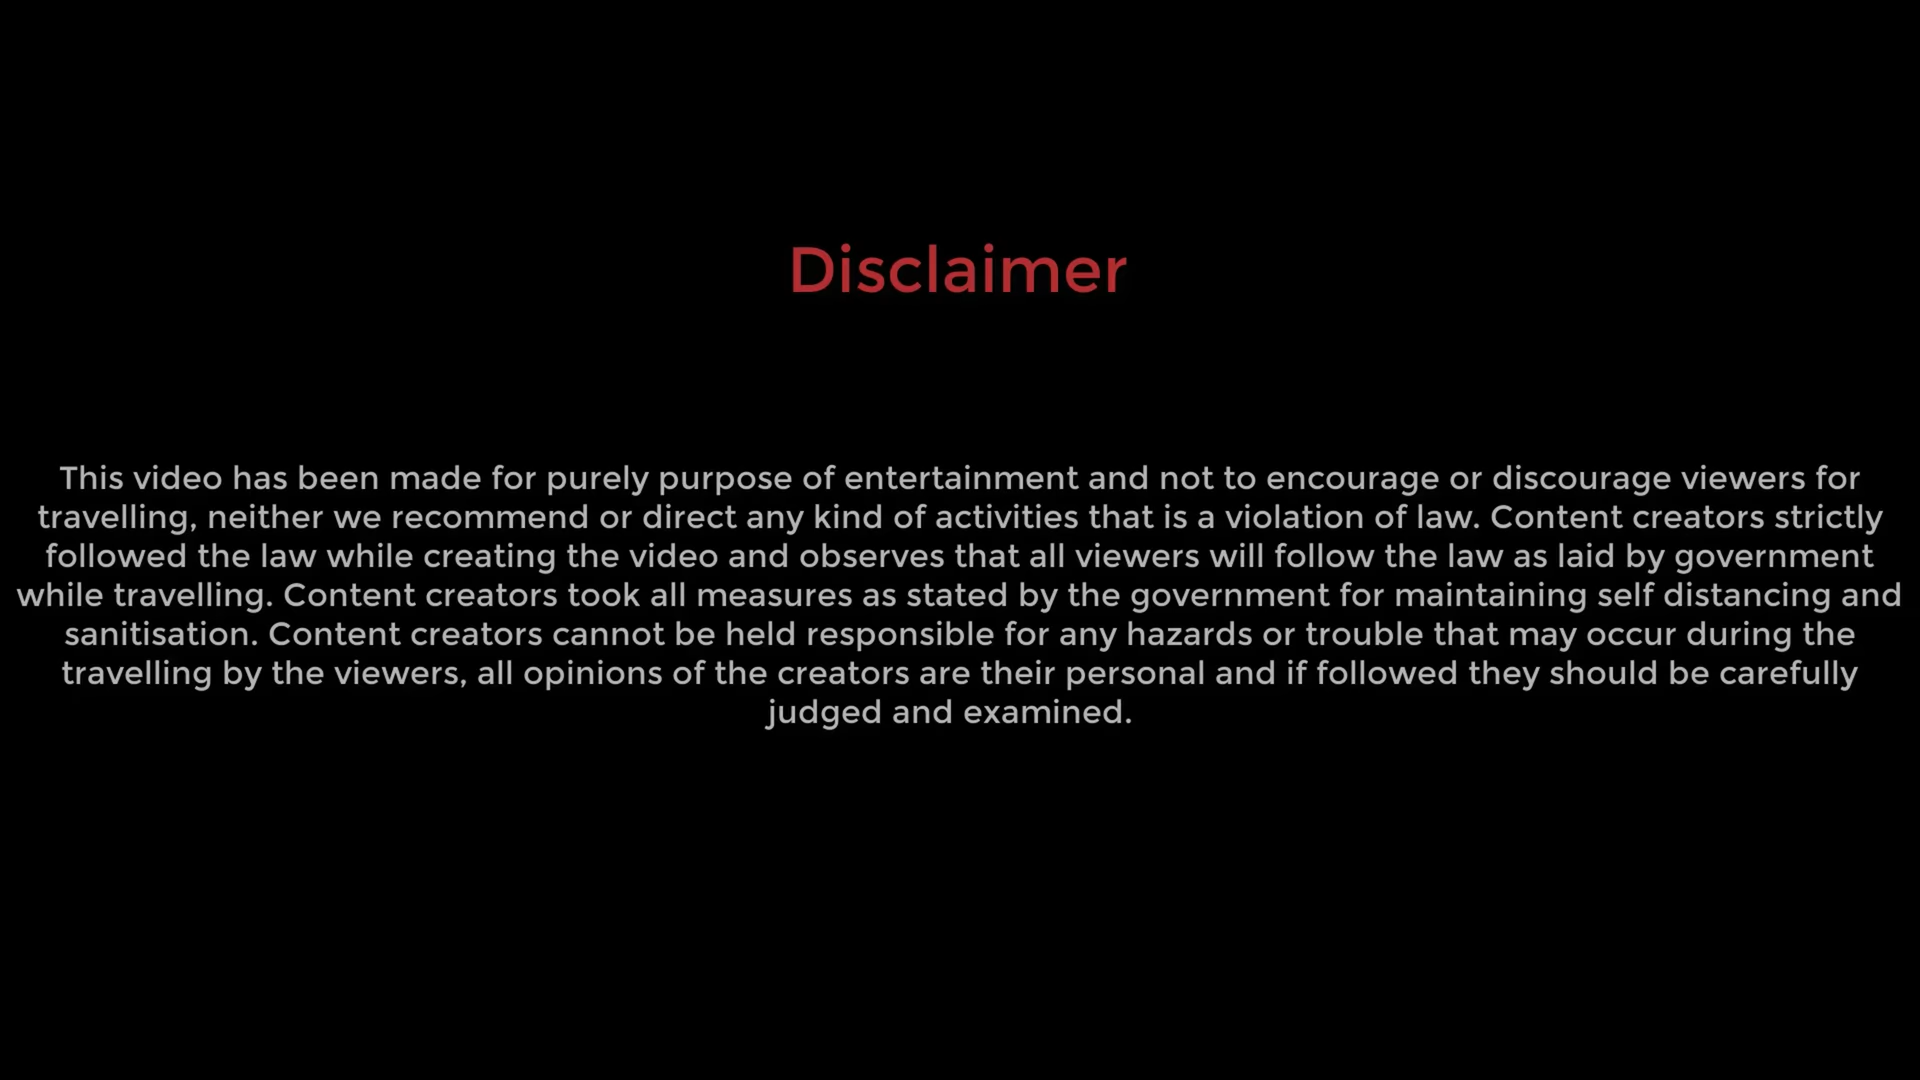 Disclaimer
This video has been made for purely purpose of entertainment and not to encourage or discourage viewers for
travelling, neither we recommend or direct any kind of activities that is a violation of law. Content creators strictly
followed the law while creating the video and observes that all viewers will follow the law as laid by government
while travelling. Content creators took all measures as stated by the government for maintaining self distancing and
sanitisation. Content creators cannot be held responsible for any hazards or trouble that may occur during the
travelling by the viewers, all opinions of the creators are their personal and if followed they should be carefully
judged and examined.